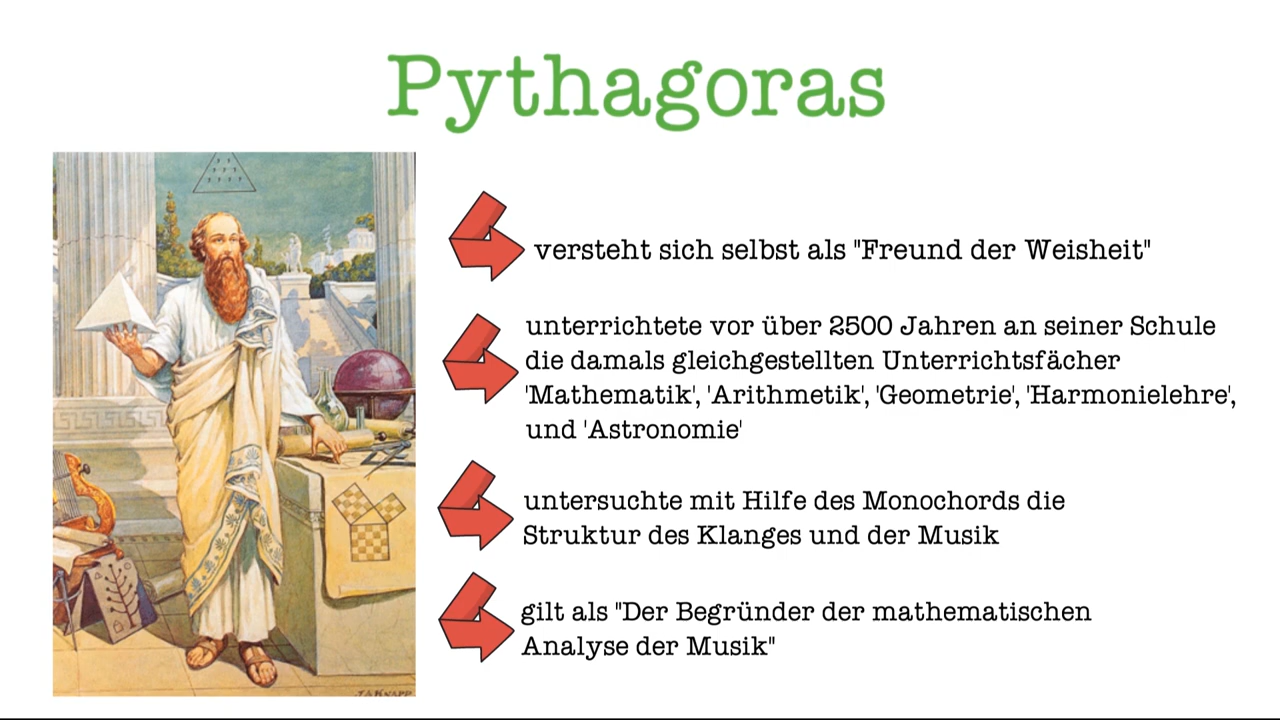 Pythagoras
versteht sich selbst als "Freund der Weisheit"
unterrichtete vor über 2500 Jahren an seiner Schule
die damals gleichgestellten Unterrichtsfächer
'Mathematik', 'Arithmetik', 'Geometrie', 'Harmonielehre',
und 'Astronomie'
untersuchte mit Hilfe des Monochords die
Struktur des Klanges und der Musik
gilt als "Der Begründer der mathematischen
Analyse der Musik"
J.A. KNAPP